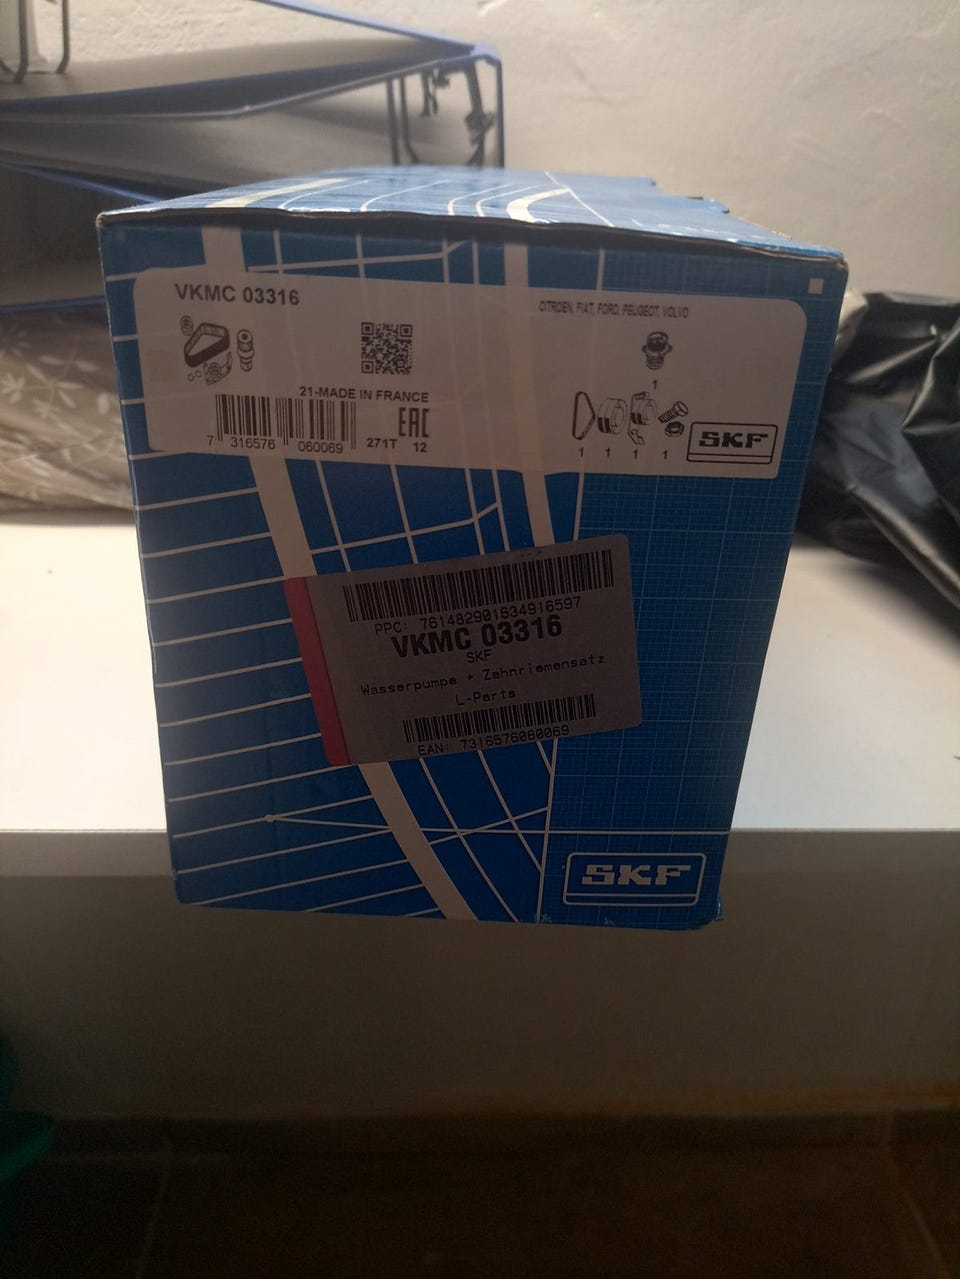 VKMC 03316
CITROEN, FIAT, FORD, PEUGEOT, VOLVO
1
21-MADE IN FRANCE
EAC
7 316576 060069
271T 12
1 1 1 1
SKF
PPC: 761482901634916597
VKMC 03316
SKF
Wasserpumpe + Zahnriemensatz
L-Parts
EAN: 7316576060069
SKF